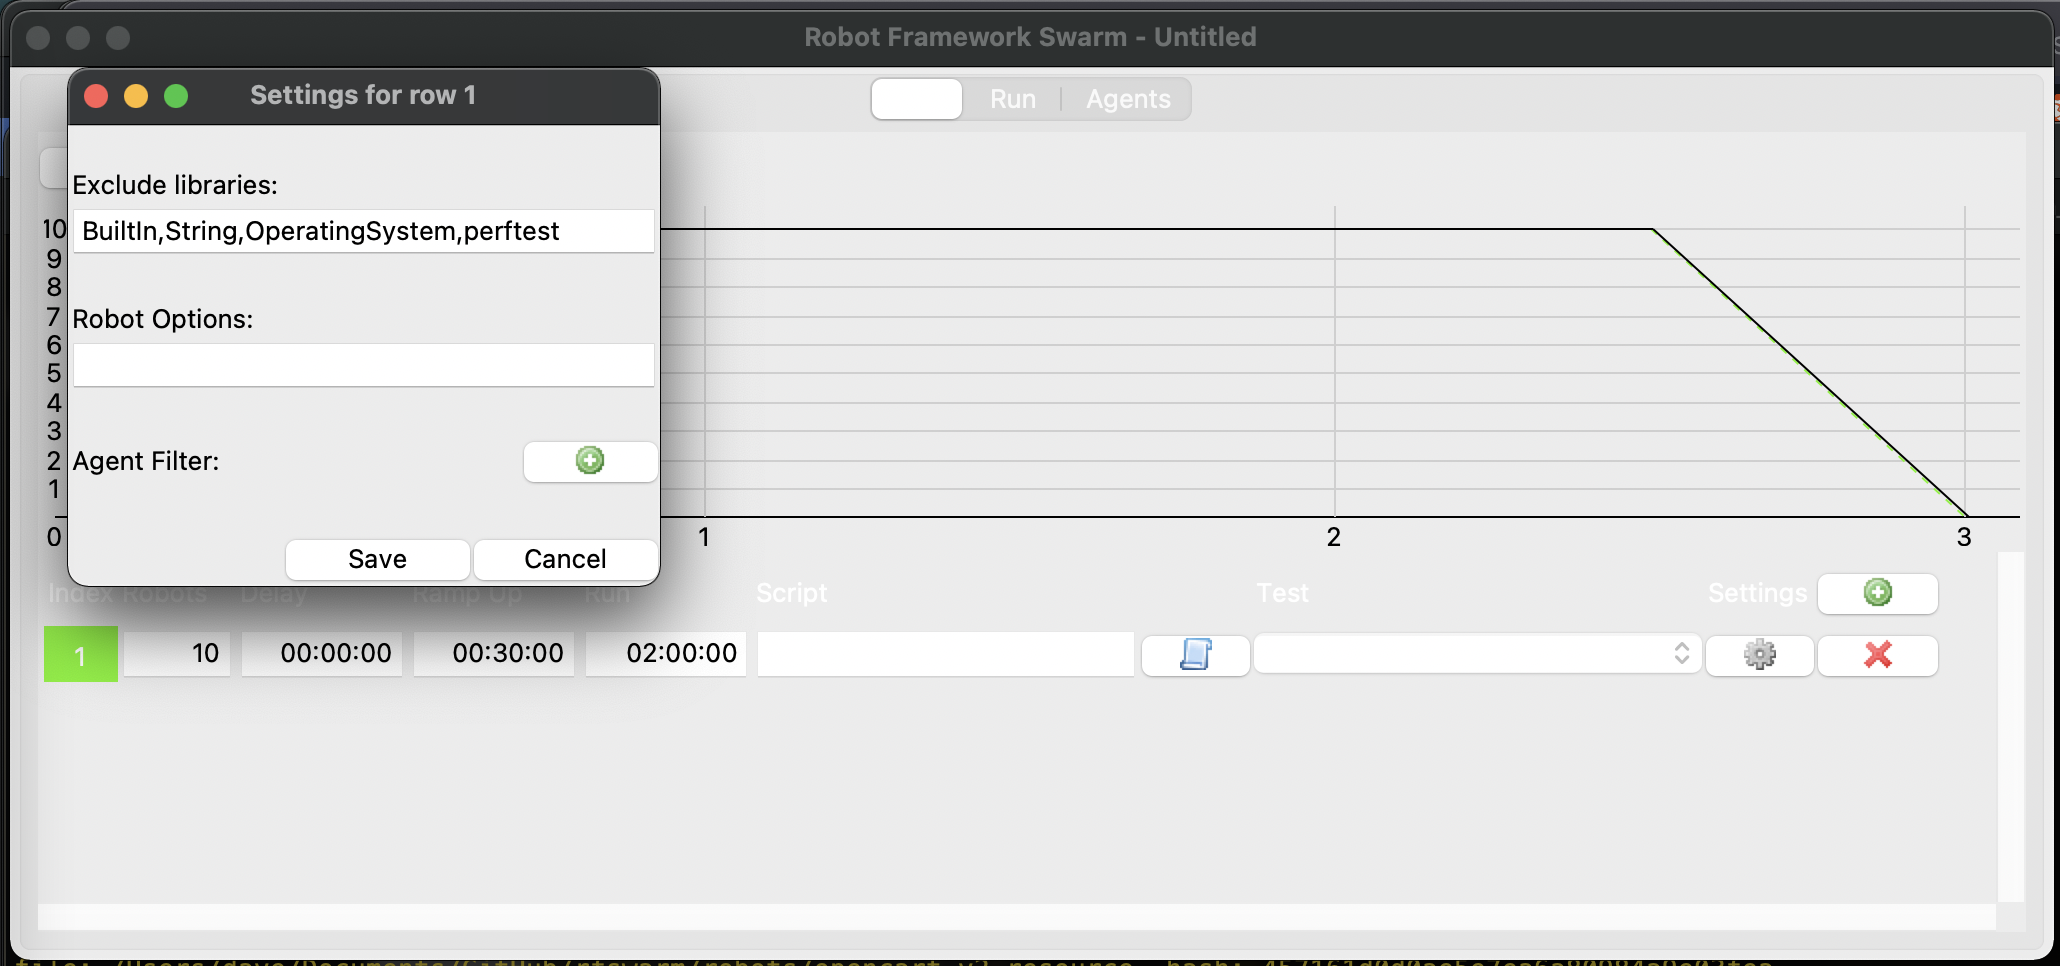 Robot Framework Swarm - Untitled
Settings for row 1
Run
Agents
Exclude libraries:
BuiltIn,String,OperatingSystem,perftest
Robot Options:
Agent Filter:
Save
Cancel
10
9
8
7
6
5
4
3
2
1
0
1
2
3
Index Robots Delay Ramp Up Run Script Test Settings
1 10 00:00:00 00:30:00 02:00:00